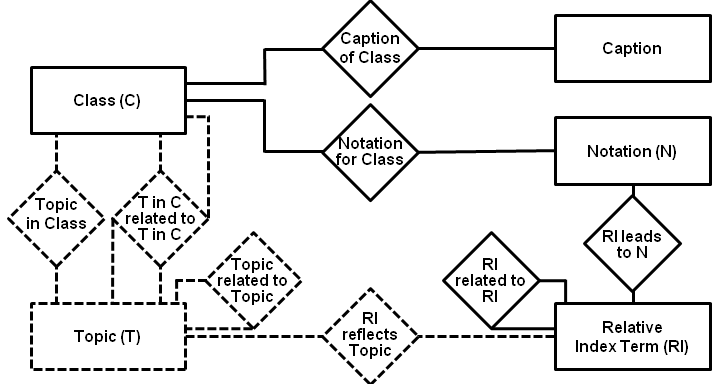 Caption
of Class
Caption
Class (C)
Notation
for Class
Notation (N)
Topic
in Class
T in C
related to
T in C
RI leads
to N
Topic
related to
Topic
RI
related to
RI
Topic (T)
RI
reflects
Topic
Relative
Index Term (RI)